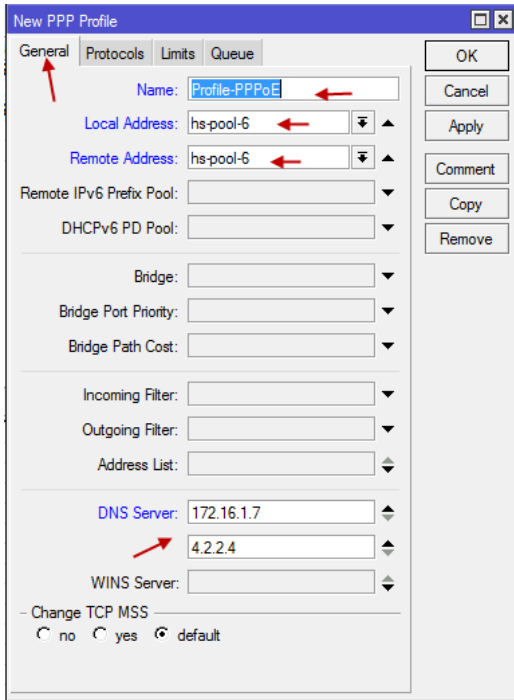 New PPP Profile
General Protocols Limits Queue
OK
Name: Profile-PPPoE
Cancel
Local Address: hs-pool-6
Apply
Remote Address: hs-pool-6
Comment
Remote IPv6 Prefix Pool:
Copy
DHCPv6 PD Pool:
Remove
Bridge:
Bridge Port Priority:
Bridge Path Cost:
Incoming Filter:
Outgoing Filter:
Address List:
DNS Server: 172.16.1.7
4.2.2.4
WINS Server:
Change TCP MSS
no yes default